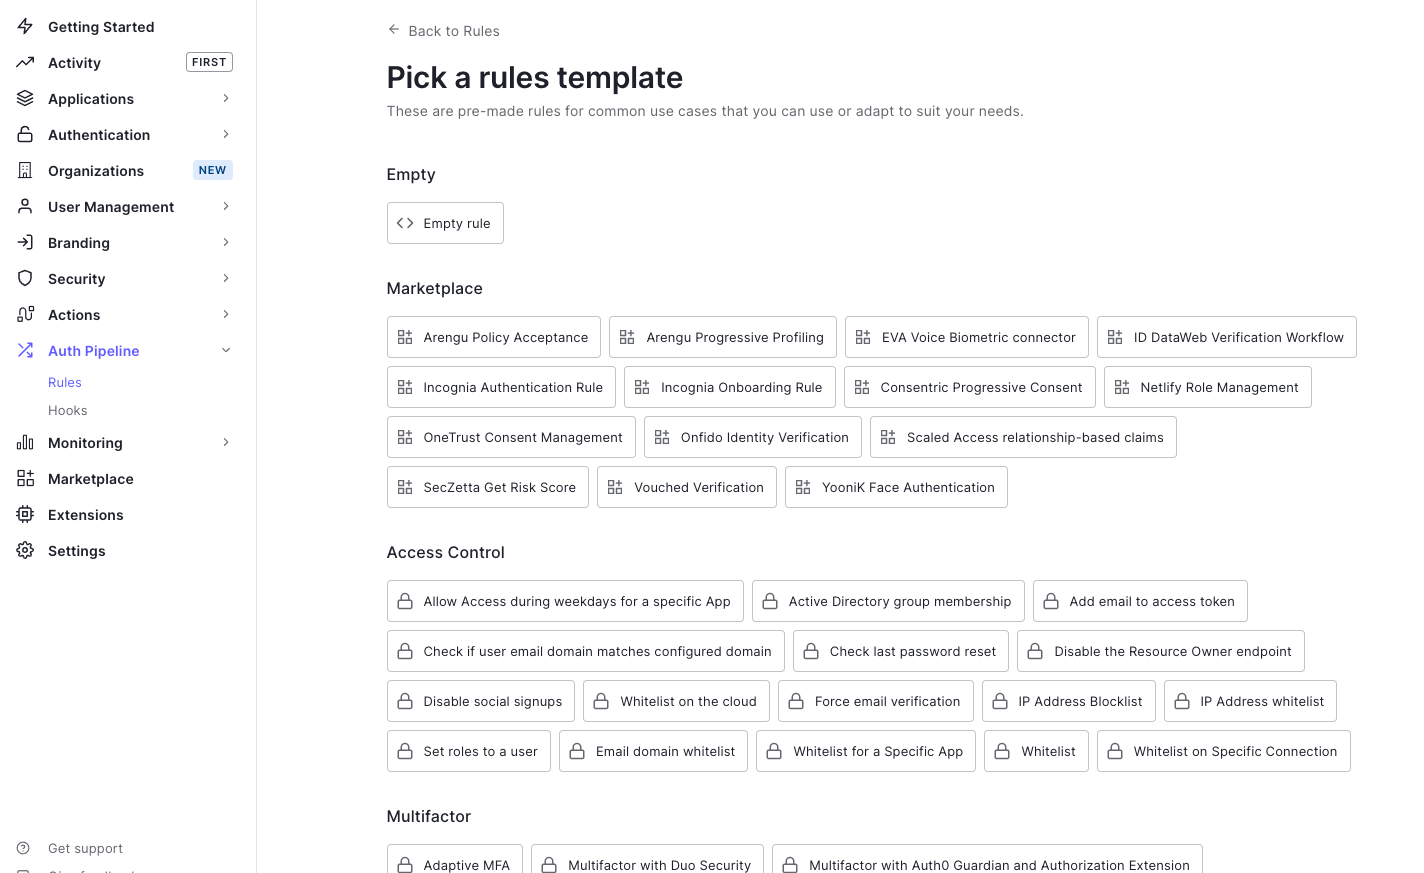 Getting Started
Activity FIRST
Applications
Authentication
Organizations NEW
User Management
Branding
Security
Actions
Auth Pipeline
Rules
Hooks
Monitoring
Marketplace
Extensions
Settings
Get support
Back to Rules
Pick a rules template
These are pre-made rules for common use cases that you can use or adapt to suit your needs.
Empty
Empty rule
Marketplace
Arengu Policy Acceptance Arengu Progressive Profiling EVA Voice Biometric connector ID DataWeb Verification Workflow
Incognia Authentication Rule Incognia Onboarding Rule Consentric Progressive Consent Netlify Role Management
OneTrust Consent Management Onfido Identity Verification Scaled Access relationship-based claims
SecZetta Get Risk Score Vouched Verification YooniK Face Authentication
Access Control
Allow Access during weekdays for a specific App Active Directory group membership Add email to access token
Check if user email domain matches configured domain Check last password reset Disable the Resource Owner endpoint
Disable social signups Whitelist on the cloud Force email verification IP Address Blocklist IP Address whitelist
Set roles to a user Email domain whitelist Whitelist for a Specific App Whitelist Whitelist on Specific Connection
Multifactor
Adaptive MFA Multifactor with Duo Security Multifactor with Auth0 Guardian and Authorization Extension